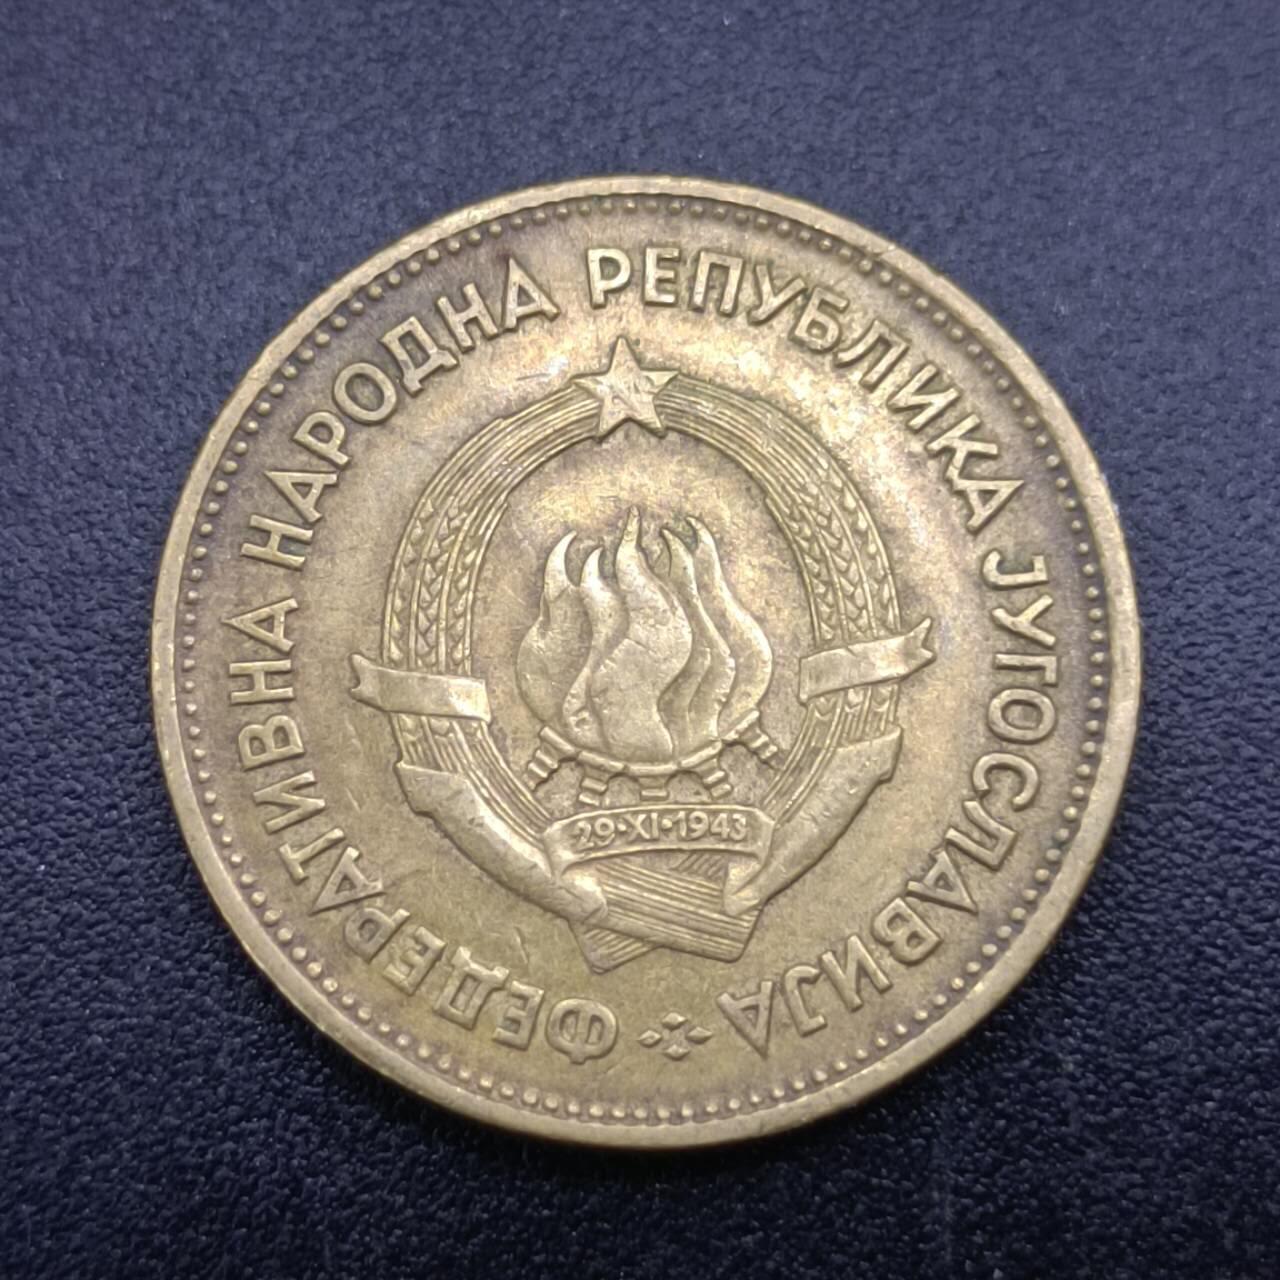 ФЕДЕРАТИВНА НАРОДНА РЕПУБЛИКА ЈУГОСЛАВИЈА
29•XI•1943